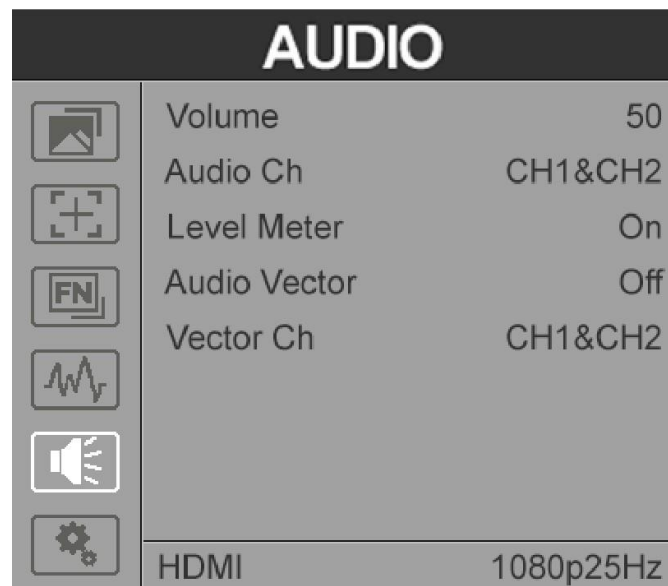 AUDIO
Volume 50
Audio Ch CH1&CH2
Level Meter On
FN
Audio Vector Off
Vector Ch CH1&CH2
HDMI 1080p25Hz